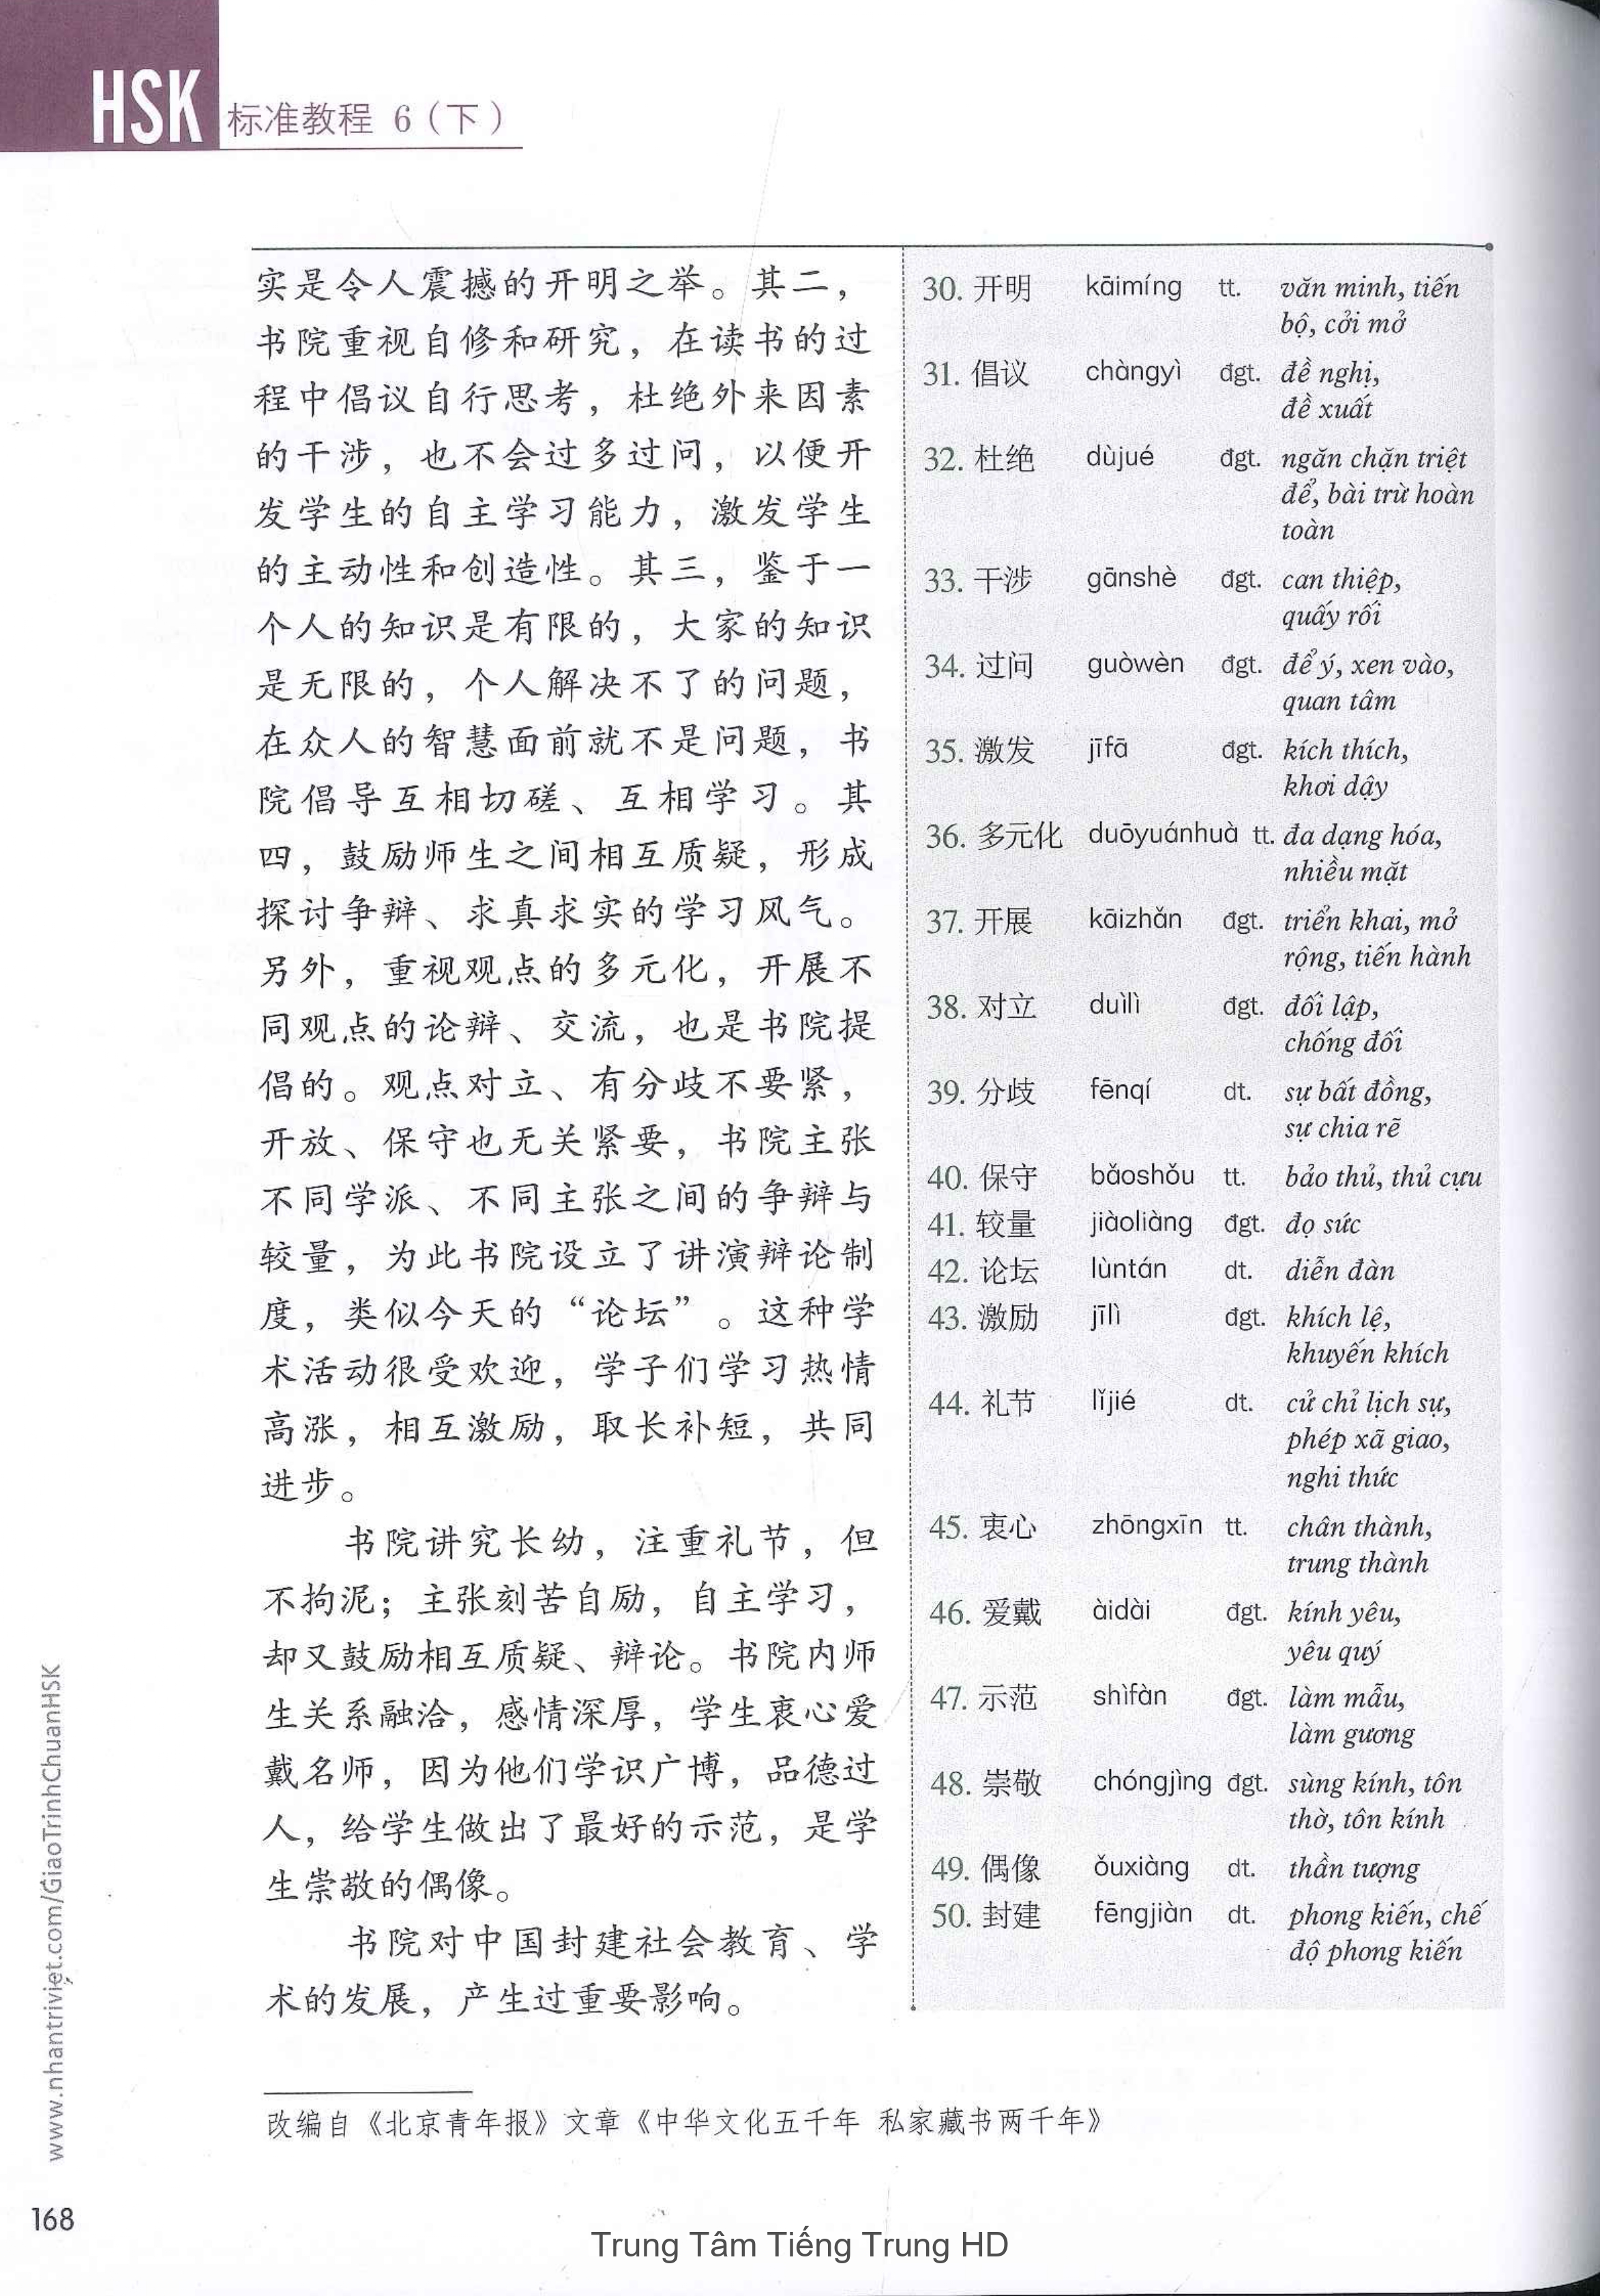 HSK 标准教程 6（下）
实是令人震撼的开明之举。其二，
书院重视自修和研究，在读书的过
程中倡议自行思考，杜绝外来因素
的干涉，也不会过多过问，以便开
发学生的自主学习能力，激发学生
的主动性和创造性。其三，鉴于一
个人的知识是有限的，大家的知识
是无限的，个人解决不了的问题，
在众人的智慧面前就不是问题，书
院倡导互相切磋、互相学习。其
四，鼓励师生之间相互质疑，形成
探讨争辩、求真求实的学习风气。
另外，重视观点的多元化，开展不
同观点的论辩、交流，也是书院提
倡的。观点对立、有分歧不要紧，
开放、保守也无关紧要，书院主张
不同学派、不同主张之间的争辩与
较量，为此书院设立了讲演辩论制
度，类似今天的“论坛”。这种学
术活动很受欢迎，学子们学习热情
高涨，相互激励，取长补短，共同
进步。
书院讲究长幼，注重礼节，但
不拘泥；主张刻苦自励，自主学习，
却又鼓励相互质疑、辩论。书院内师
生关系融洽，感情深厚，学生衷心爱
戴名师，因为他们学识广博，品德过
人，给学生做出了最好的示范，是学
生崇敬的偶像。
书院对中国封建社会教育、学
术的发展，产生过重要影响。
30. 开明 kāimíng tt. văn minh, tiến
bộ, cởi mở
31. 倡议 chàngyì đgt. đề nghị,
đề xuất
32. 杜绝 dùjué đgt. ngăn chặn triệt
để, bài trừ hoàn
toàn
33. 干涉 gānshè đgt. can thiệp,
quấy rối
34. 过问 guòwèn đgt. để ý, xen vào,
quan tâm
35. 激发 jīfā đgt. kích thích,
khơi dậy
36. 多元化 duōyuánhuà tt. đa dạng hóa,
nhiều mặt
37. 开展 kāizhǎn đgt. triển khai, mở
rộng, tiến hành
38. 对立 duìlì đgt. đối lập,
chống đối
39. 分歧 fēnqí dt. sự bất đồng,
sự chia rẽ
40. 保守 bǎoshǒu tt. bảo thủ, thủ cựu
41. 较量 jiàoliàng đgt. đọ sức
42. 论坛 lùntán dt. diễn đàn
43. 激励 jīlì đgt. khích lệ,
khuyến khích
44. 礼节 lǐjié dt. cử chỉ lịch sự,
phép xã giao,
nghi thức
45. 衷心 zhōngxīn tt. chân thành,
trung thành
46. 爱戴 àidài đgt. kính yêu,
yêu quý
47. 示范 shìfàn đgt. làm mẫu,
làm gương
48. 崇敬 chóngjìng đgt. sùng kính, tôn
thờ, tôn kính
49. 偶像 ǒuxiàng dt. thần tượng
50. 封建 fēngjiàn dt. phong kiến, chế
độ phong kiến
改编自《北京青年报》文章《中华文化五千年 私家藏书两千年》
www.nhantriviet.com/GiaoTrinhChuanHSK
168
Trung Tâm Tiếng Trung HD